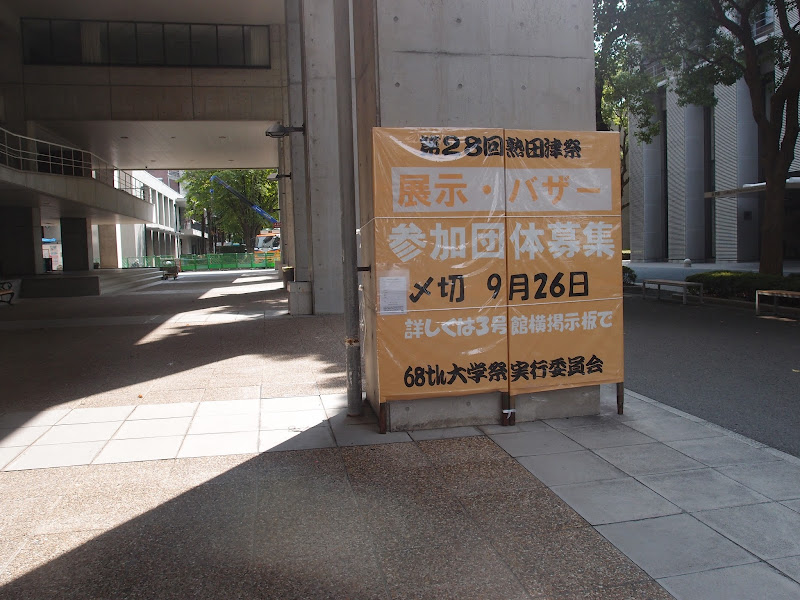 第28回熱田津祭
展示・バザー
参加団体募集
〆切 9月26日
詳しくは3号館横掲示板で
68th大学祭実行委員会